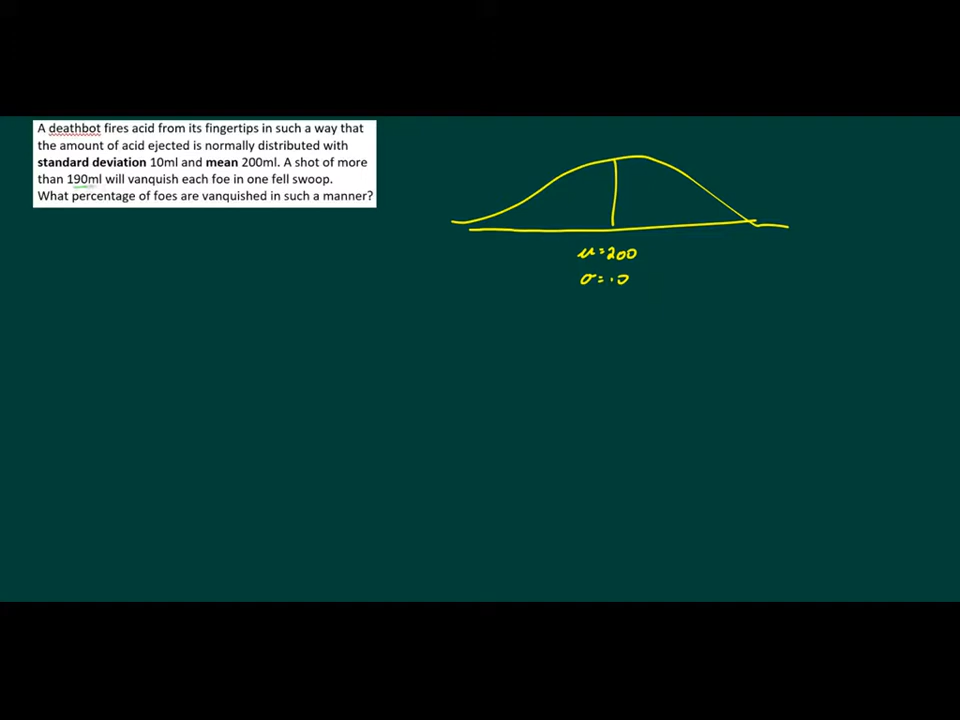 A deathbot fires acid from its fingertips in such a way that
the amount of acid ejected is normally distributed with
standard deviation 10ml and mean 200ml. A shot of more
than 190ml will vanquish each foe in one fell swoop.
What percentage of foes are vanquished in such a manner?
μ=200
σ=10